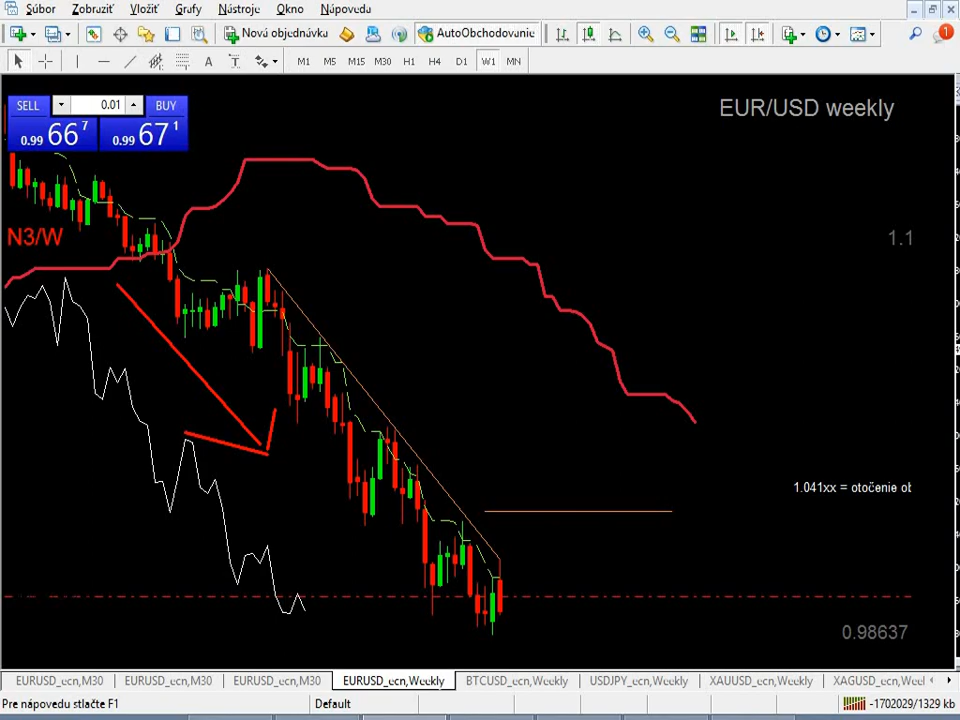 Súbor Zobraziť Vložiť Grafy Nástroje Okno Nápoveda
Nová objednávka AutoObchodovanie 1
A T M1 M5 M15 M30 H1 H4 D1 W1 MN
SELL 0.01 BUY
0.99 66 7 0.99 67 1
EUR/USD weekly
N3/W
1.1
1.041xx = otočenie ot
0.98637
EURUSD_ecn,M30 EURUSD_ecn,M30 EURUSD_ecn,M30 EURUSD_ecn,Weekly BTCUSD_ecn,Weekly USDJPY_ecn,Weekly XAUUSD_ecn,Weekly XAGUSD_ecn,Weel
Pre nápovedu stlačte F1 Default -1702029/1329 kb